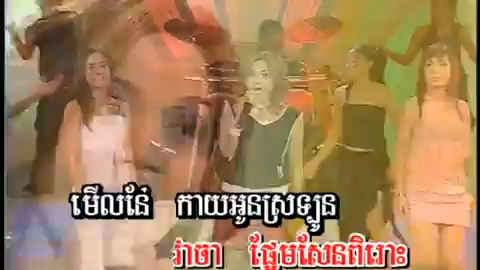 មើលន៎ែ កាយអូនស្រឡូន
វាចា ផ្អែមសែនពិរោះ